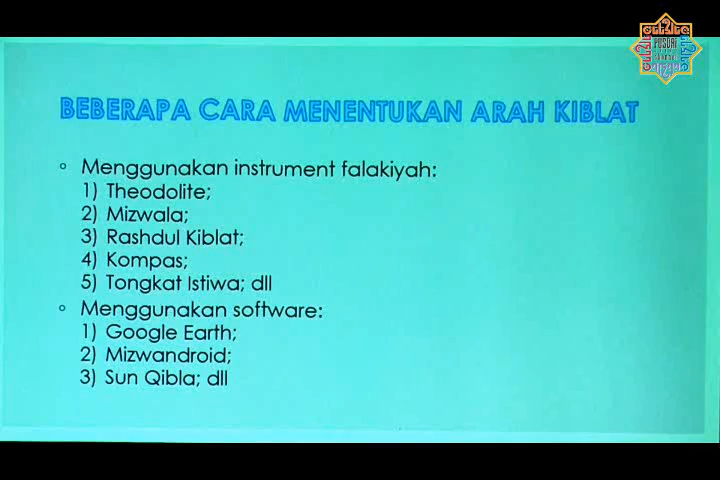 PUSDAI
BEBERAPA CARA MENENTUKAN ARAH KIBLAT
◦ Menggunakan instrument falakiyah:
1) Theodolite;
2) Mizwala;
3) Rashdul Kiblat;
4) Kompas;
5) Tongkat Istiwa; dll
◦ Menggunakan software:
1) Google Earth;
2) Mizwandroid;
3) Sun Qibla; dll